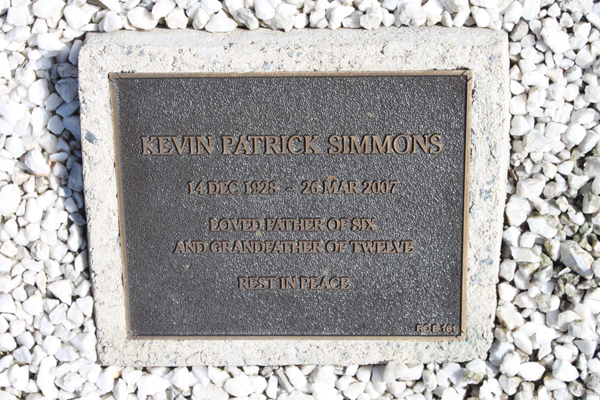 KEVIN PATRICK SIMMONS
14 DEC 1928 - 26 MAR 2007
LOVED FATHER OF SIX
AND GRANDFATHER OF TWELVE
REST IN PEACE